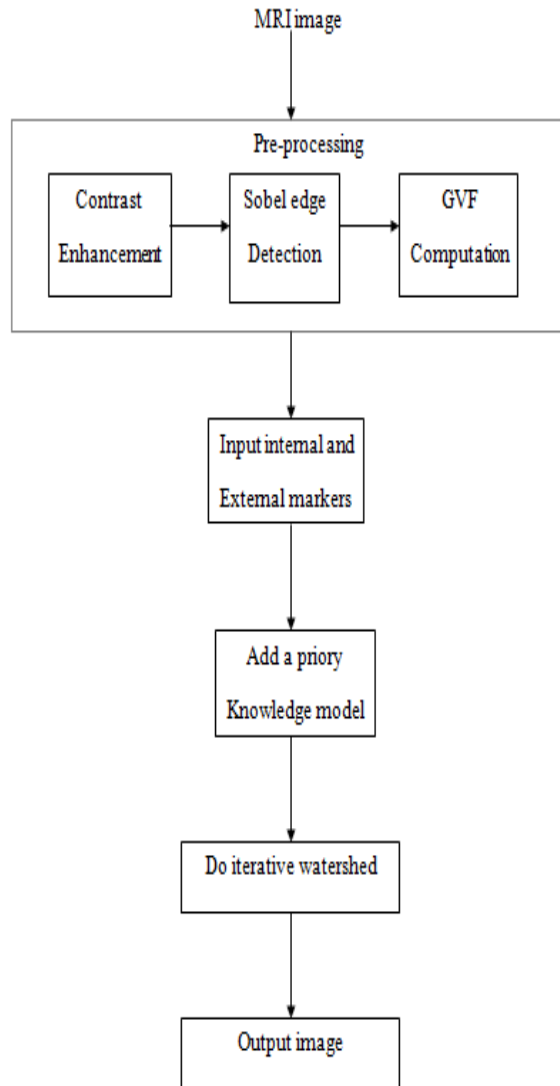 MRI image
Pre-processing
Contrast
Enhancement
Sobel edge
Detection
GVF
Computation
Input internal and
External markers
Add a priory
Knowledge model
Do iterative watershed
Output image